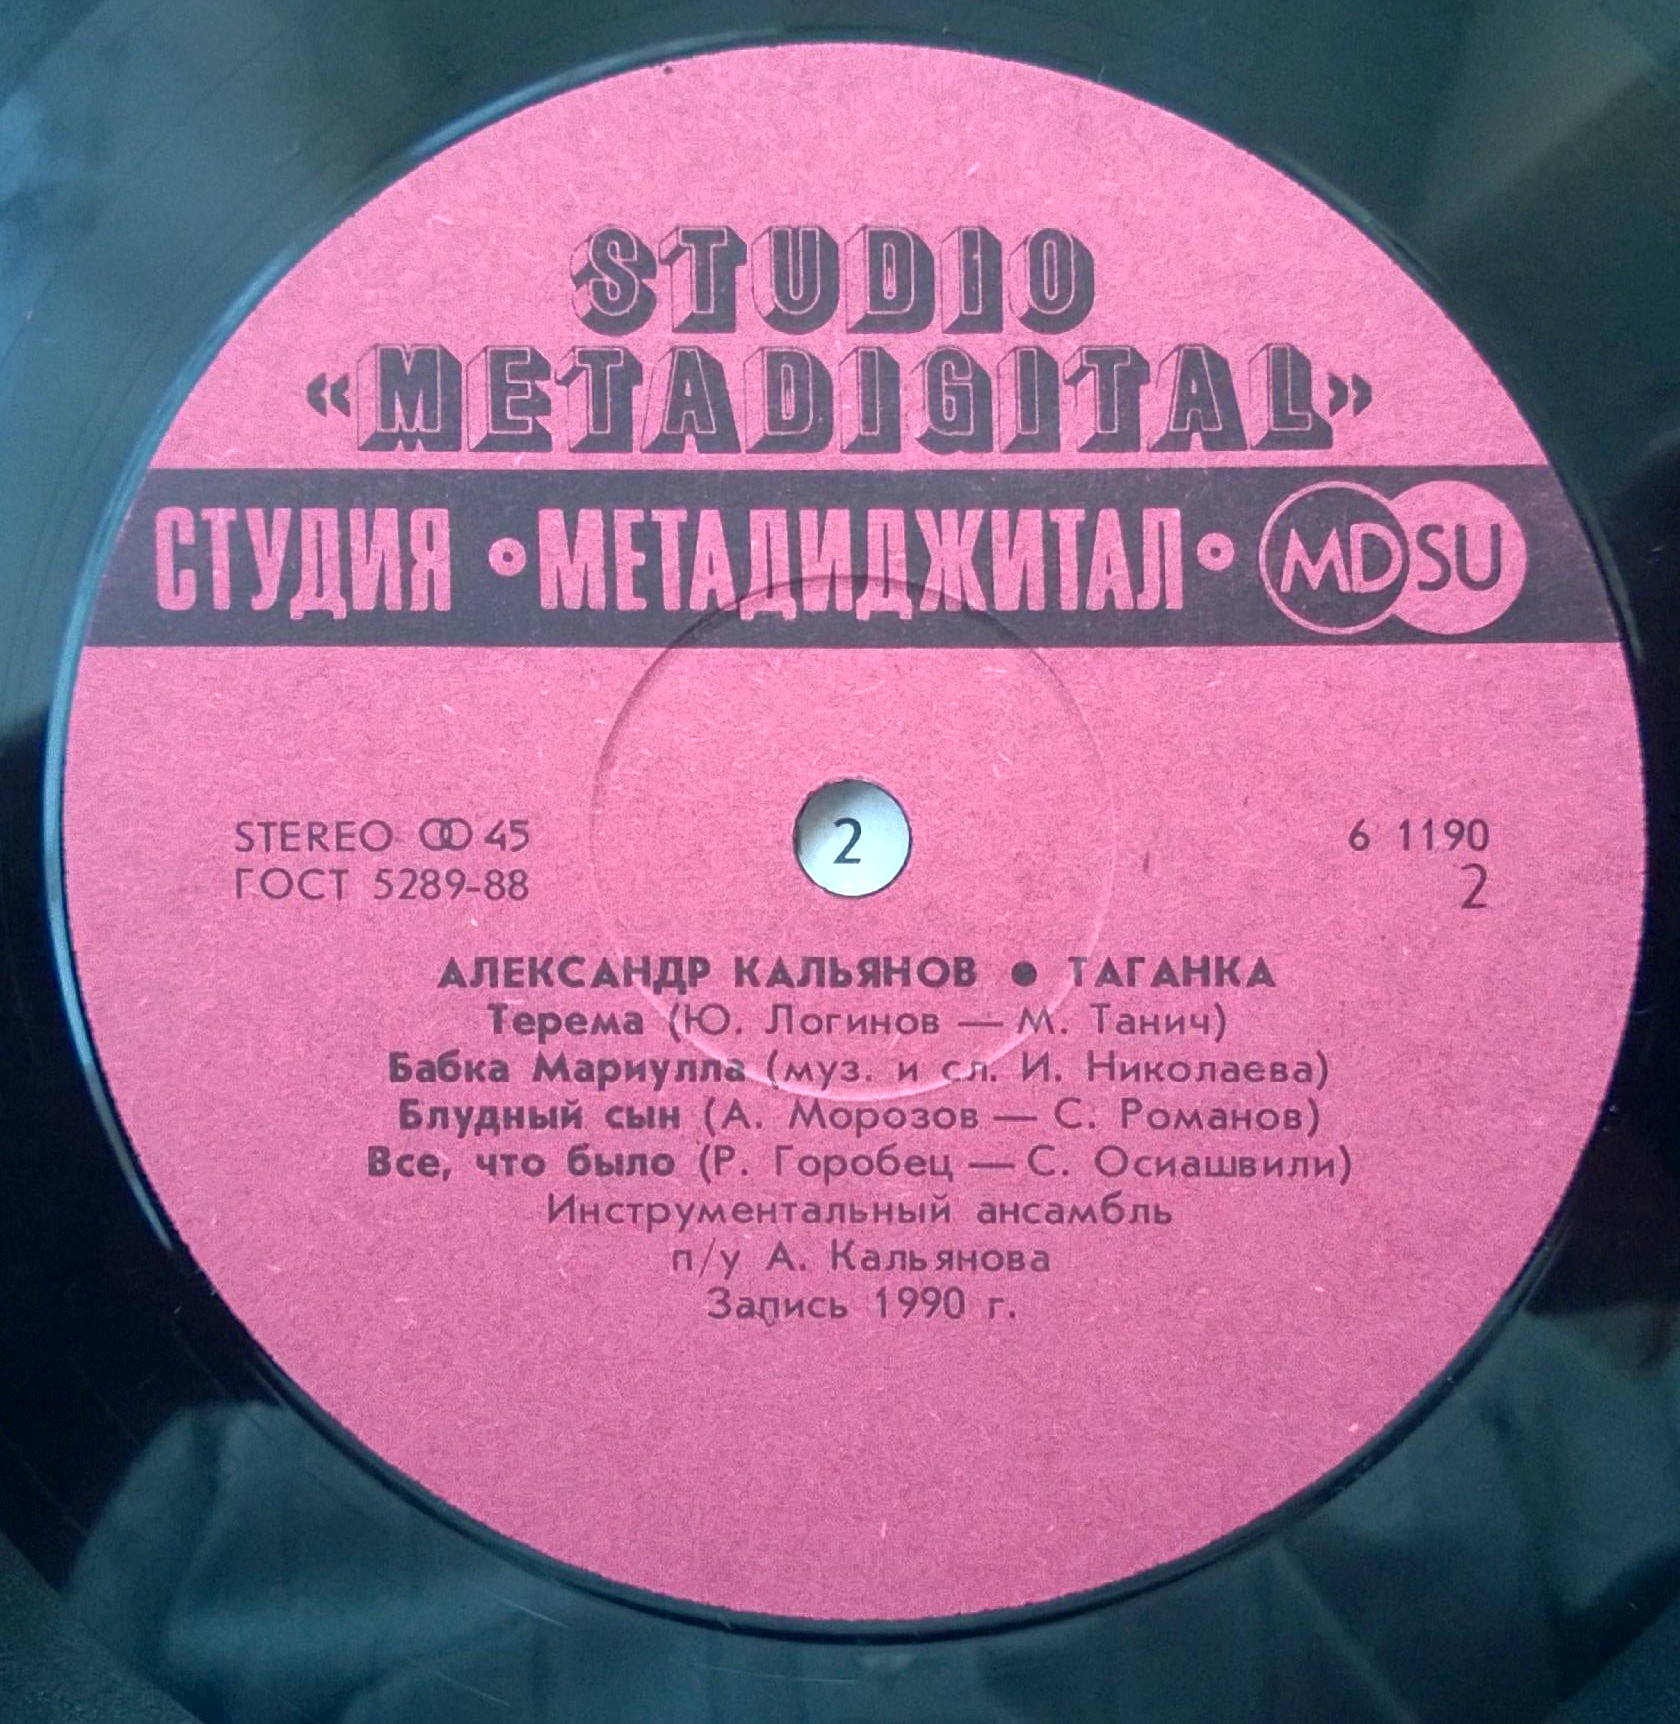 STUDIO
«METADIGITAL»
СТУДИЯ • МЕТАДИДЖИТАЛ • MDSU
STEREO 45
ГОСТ 5289-88
2
6 1190
2
АЛЕКСАНДР КАЛЬЯНОВ ● ТАГАНКА
Терема (Ю. Логинов — М. Танич)
Бабка Мариулла (муз. и сл. И. Николаева)
Блудный сын (А. Морозов — С. Романов)
Все, что было (Р. Горобец — С. Осиашвили)
Инструментальный ансамбль
п/у А. Кальянова
Запись 1990 г.